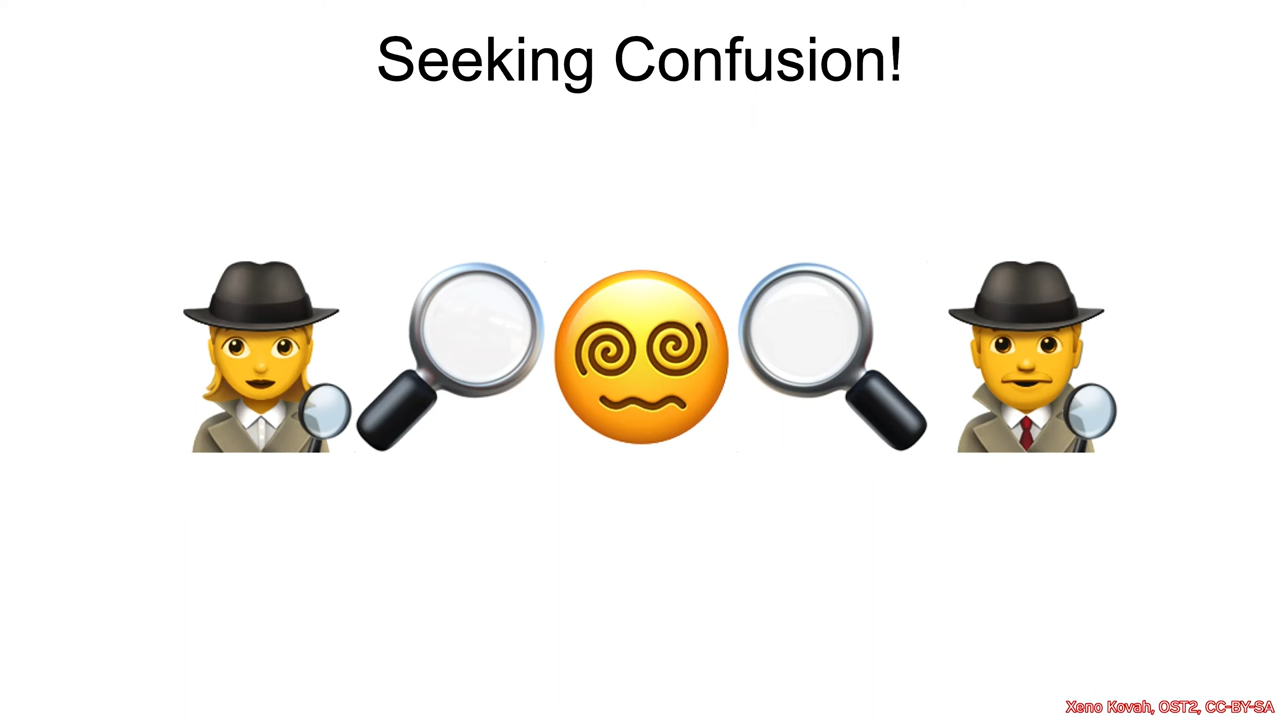 Seeking Confusion!
Xeno Kovah, OST2, CC-BY-SA